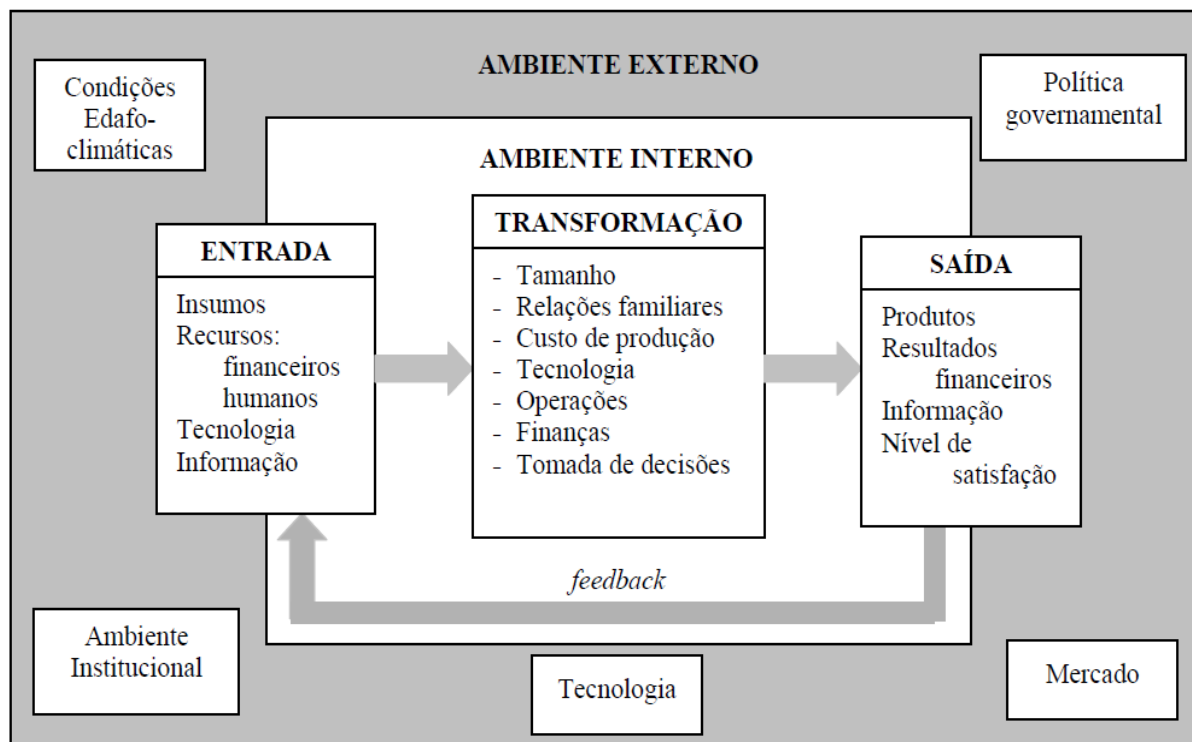 AMBIENTE EXTERNO
Condições
Edafo-
climáticas
Política
governamental
AMBIENTE INTERNO
ENTRADA
Insumos
Recursos:
financeiros
humanos
Tecnologia
Informação
TRANSFORMAÇÃO
- Tamanho
- Relações familiares
- Custo de produção
- Tecnologia
- Operações
- Finanças
- Tomada de decisões
SAÍDA
Produtos
Resultados
financeiros
Informação
Nível de
satisfação
feedback
Ambiente
Institucional
Tecnologia
Mercado